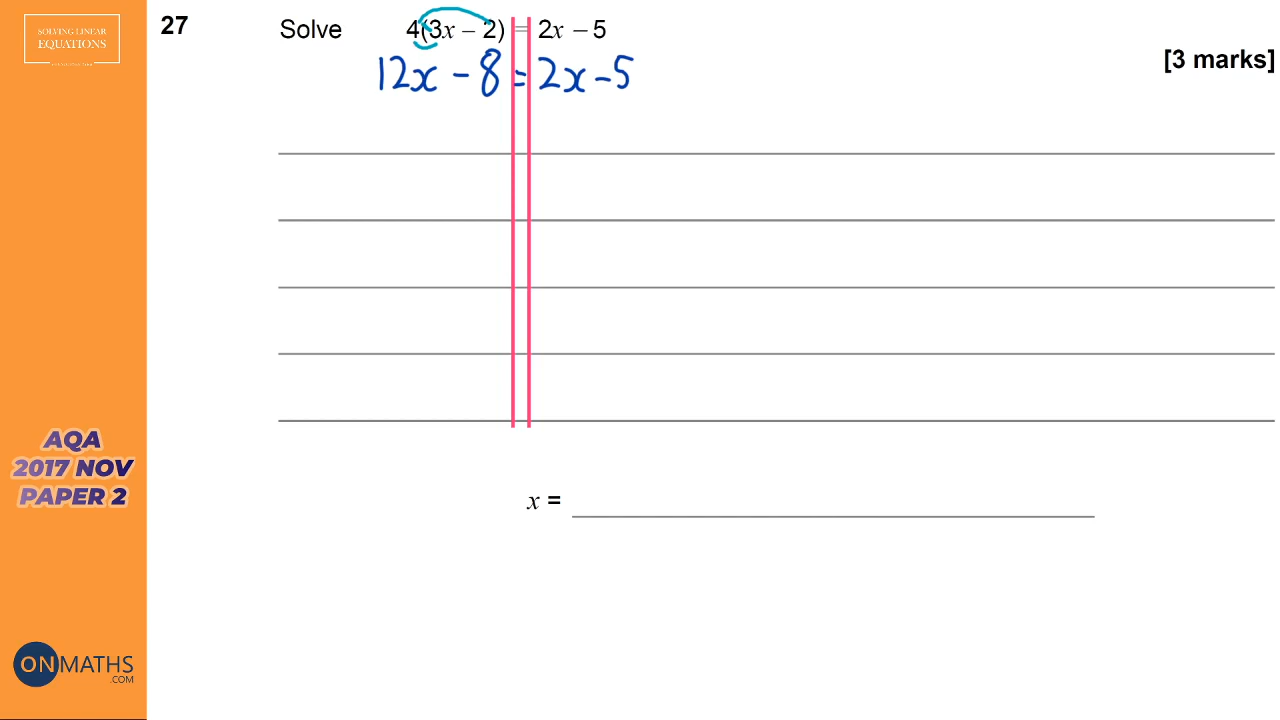 SOLVING LINEAR
EQUATIONS
27 Solve 4(3x − 2) = 2x − 5
[3 marks]
12x − 8 = 2x − 5
AQA
2017 NOV
PAPER 2
x =
ONMATHS
.COM